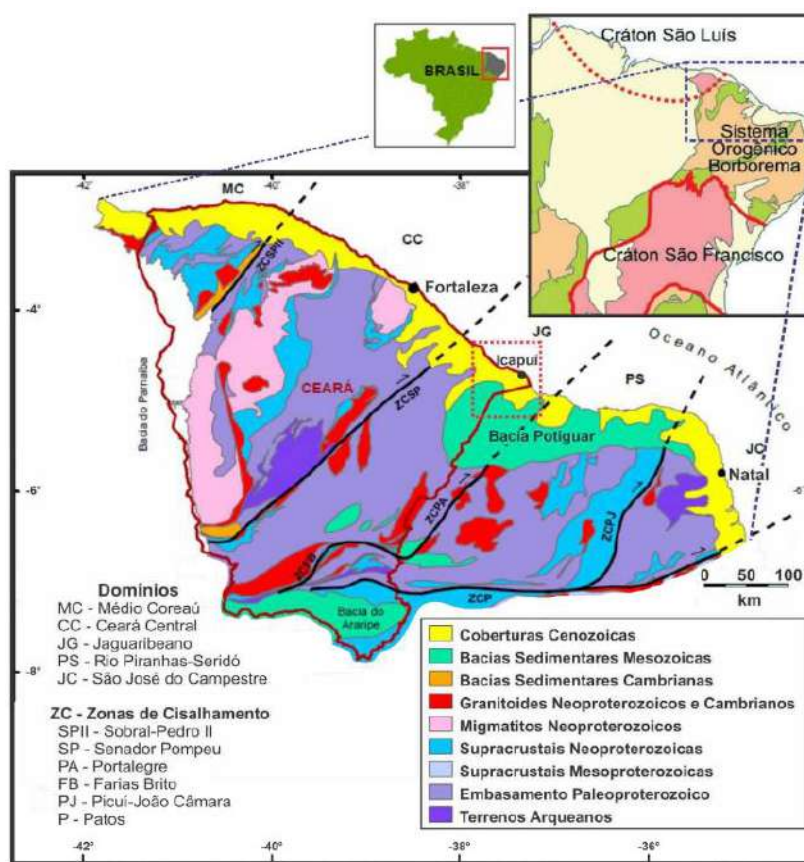 BRASIL
Cráton São Luís
Sistema
Orogênico
Borborema
Cráton São Francisco
-42
MC
-40
-38
CC
ZCSPII
Fortaleza
-4
JG
Icapuí
Oceano Atlântico
PS
CEARÁ
ZCSP
Bacia do Parnaíba
Bacia Potiguar
JC
Natal
-6
ZCPA
ZCPJ
ZCFB
ZCP
0 50 100
km
Bacia do
Araripe
-8
Domínios
MC - Médio Coreaú
CC - Ceará Central
JG - Jaguaribeano
PS - Rio Piranhas-Seridó
JC - São José do Campestre
ZC - Zonas de Cisalhamento
SPII - Sobral-Pedro II
SP - Senador Pompeu
PA - Portalegre
FB - Farias Brito
PJ - Picuí-João Câmara
P - Patos
Coberturas Cenozoicas
Bacias Sedimentares Mesozoicas
Bacias Sedimentares Cambrianas
Granitoides Neoproterozoicos e Cambrianos
Migmatitos Neoproterozoicos
Supracrustais Neoproterozoicas
Supracrustais Mesoproterozoicas
Embasamento Paleoproterozoico
Terrenos Arqueanos
-42
-40
-38
-36